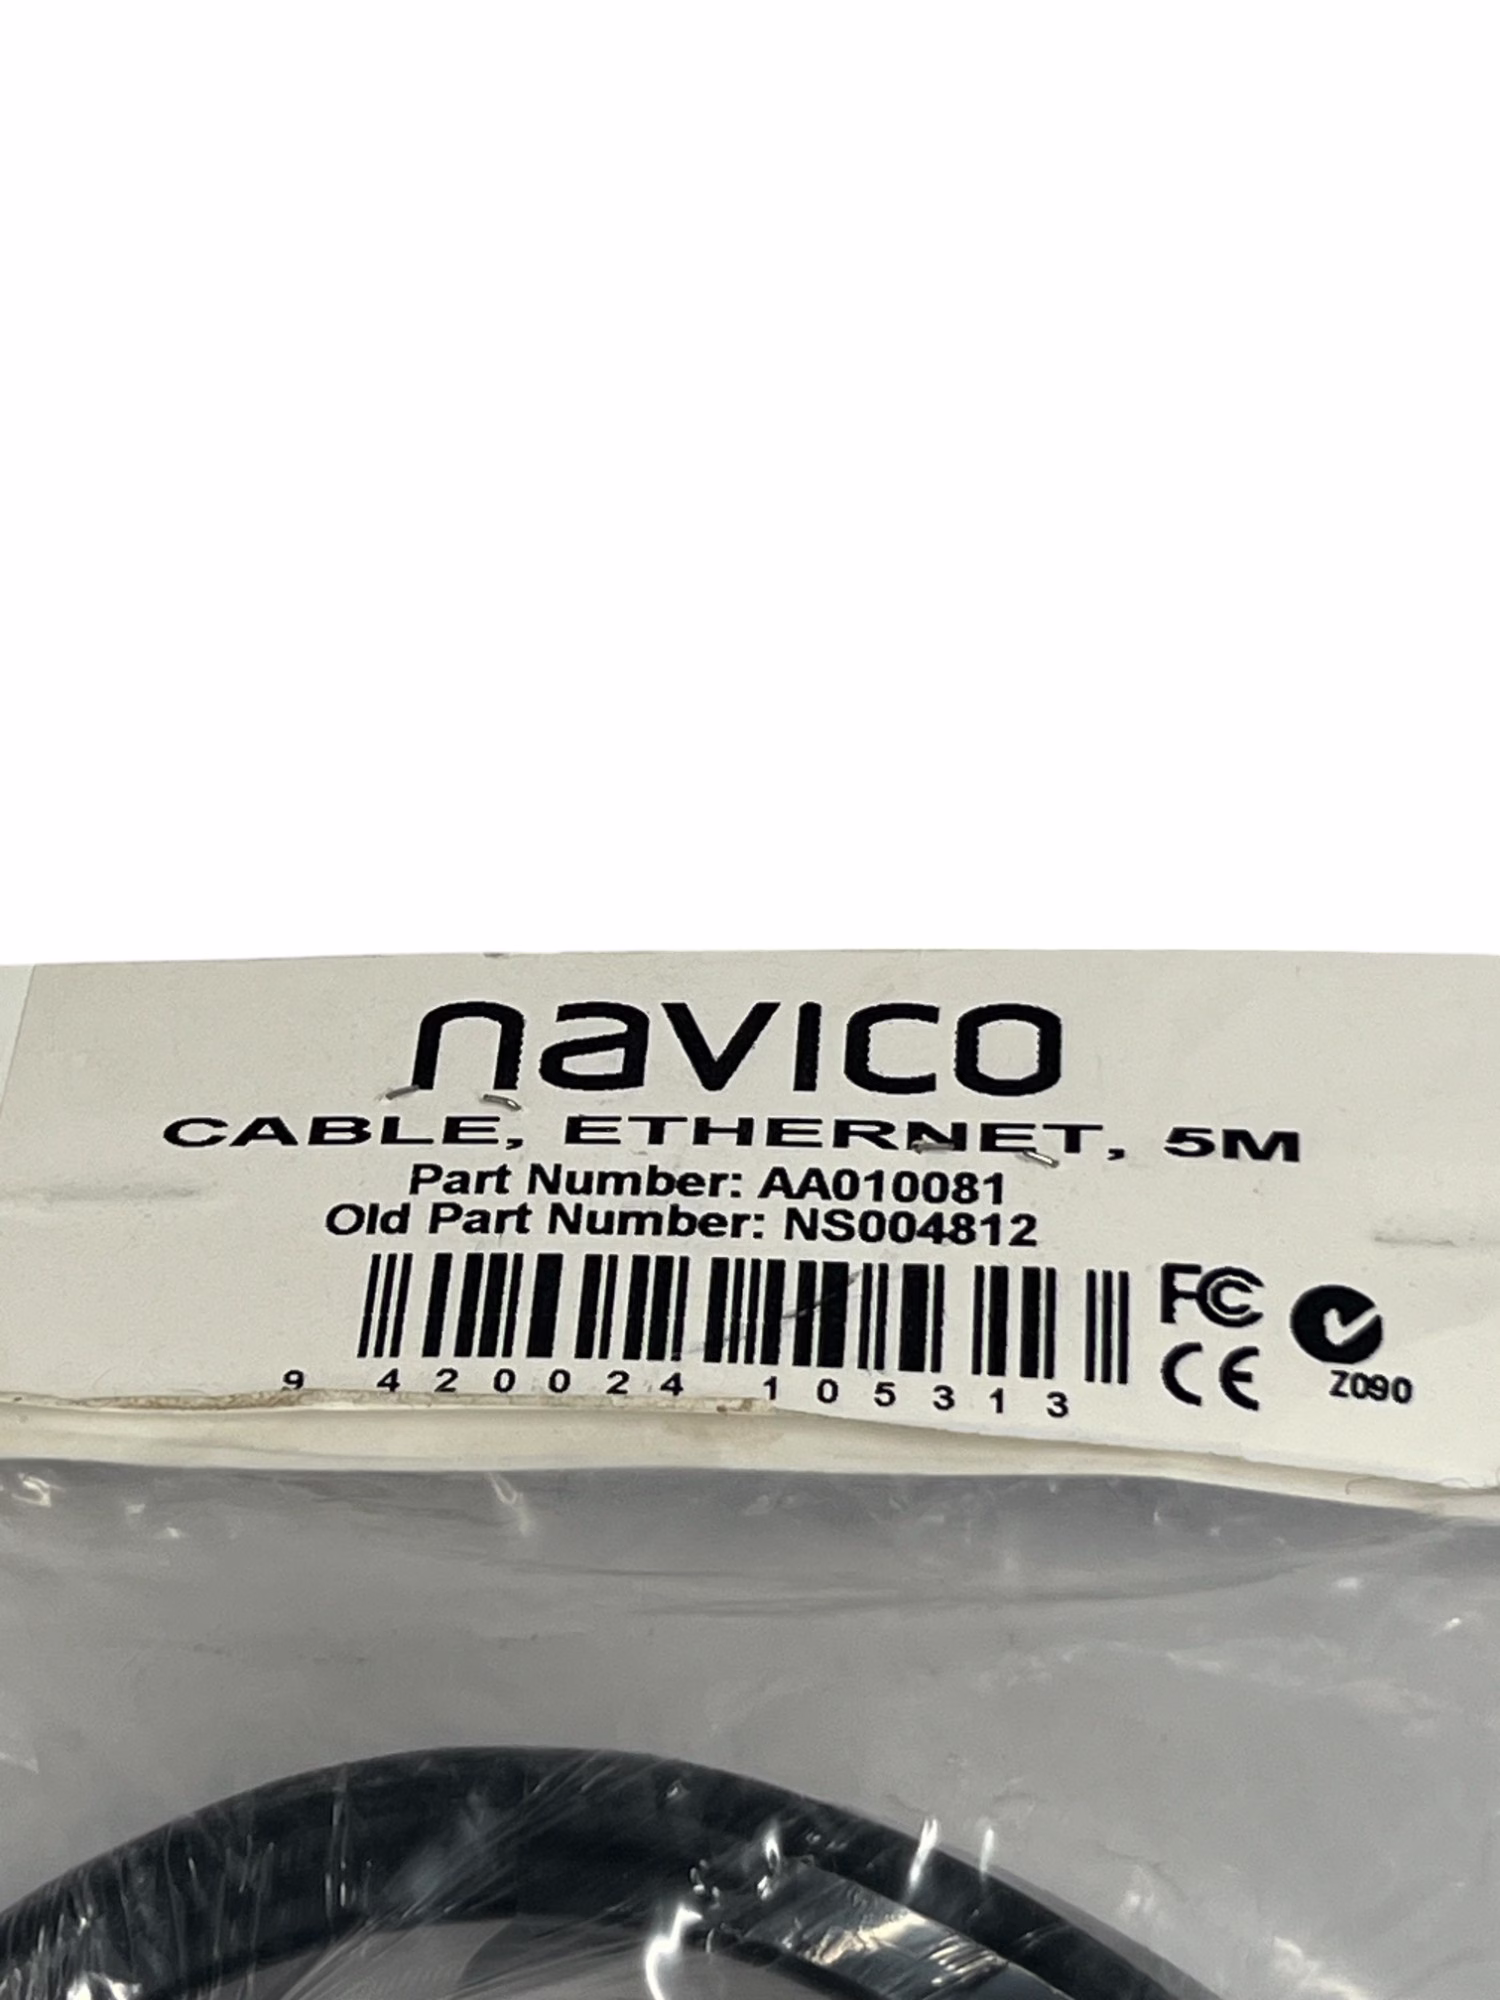 navico
CABLE, ETHERNET, 5M
Part Number: AA010081
Old Part Number: NS004812
9 420024 105313
FC
CE
Z090